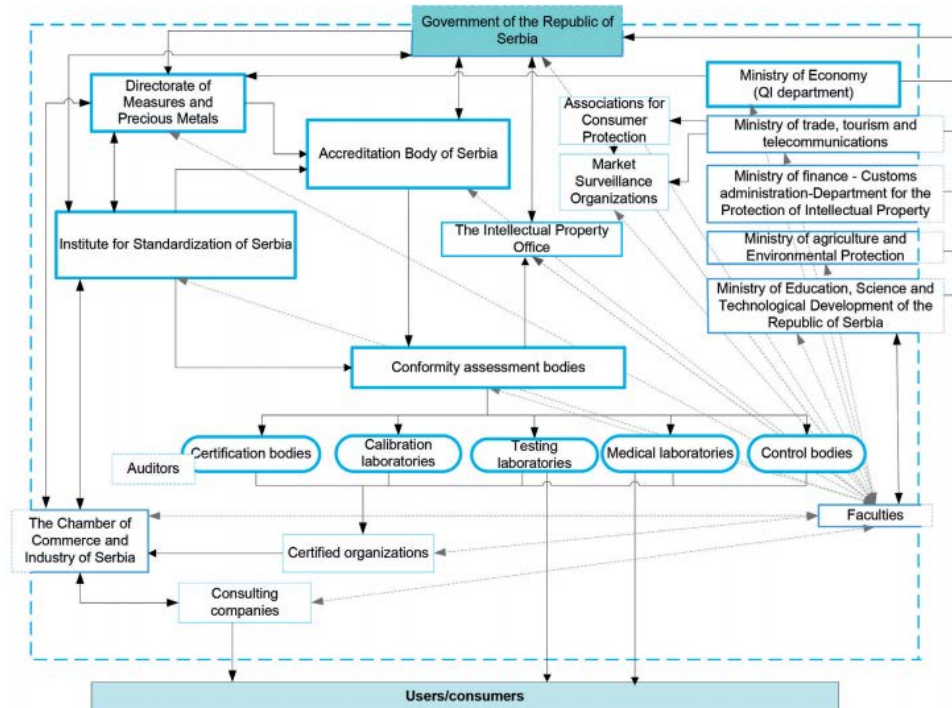 Government of the Republic of
Serbia
Directorate of
Measures and
Precious Metals
Ministry of Economy
(QI department)
Associations for
Consumer
Protection
Ministry of trade, tourism and
telecommunications
Accreditation Body of Serbia
Market
Surveillance
Organizations
Ministry of finance - Customs
administration-Department for the
Protection of Intellectual Property
Institute for Standardization of Serbia
The Intellectual Property
Office
Ministry of agriculture and
Environmental Protection
Ministry of Education, Science and
Technological Development of the
Republic of Serbia
Conformity assessment bodies
Auditors
Certification bodies
Calibration
laboratories
Testing
laboratories
Medical laboratories
Control bodies
The Chamber of
Commerce and
Industry of Serbia
Certified organizations
Faculties
Consulting
companies
Users/consumers